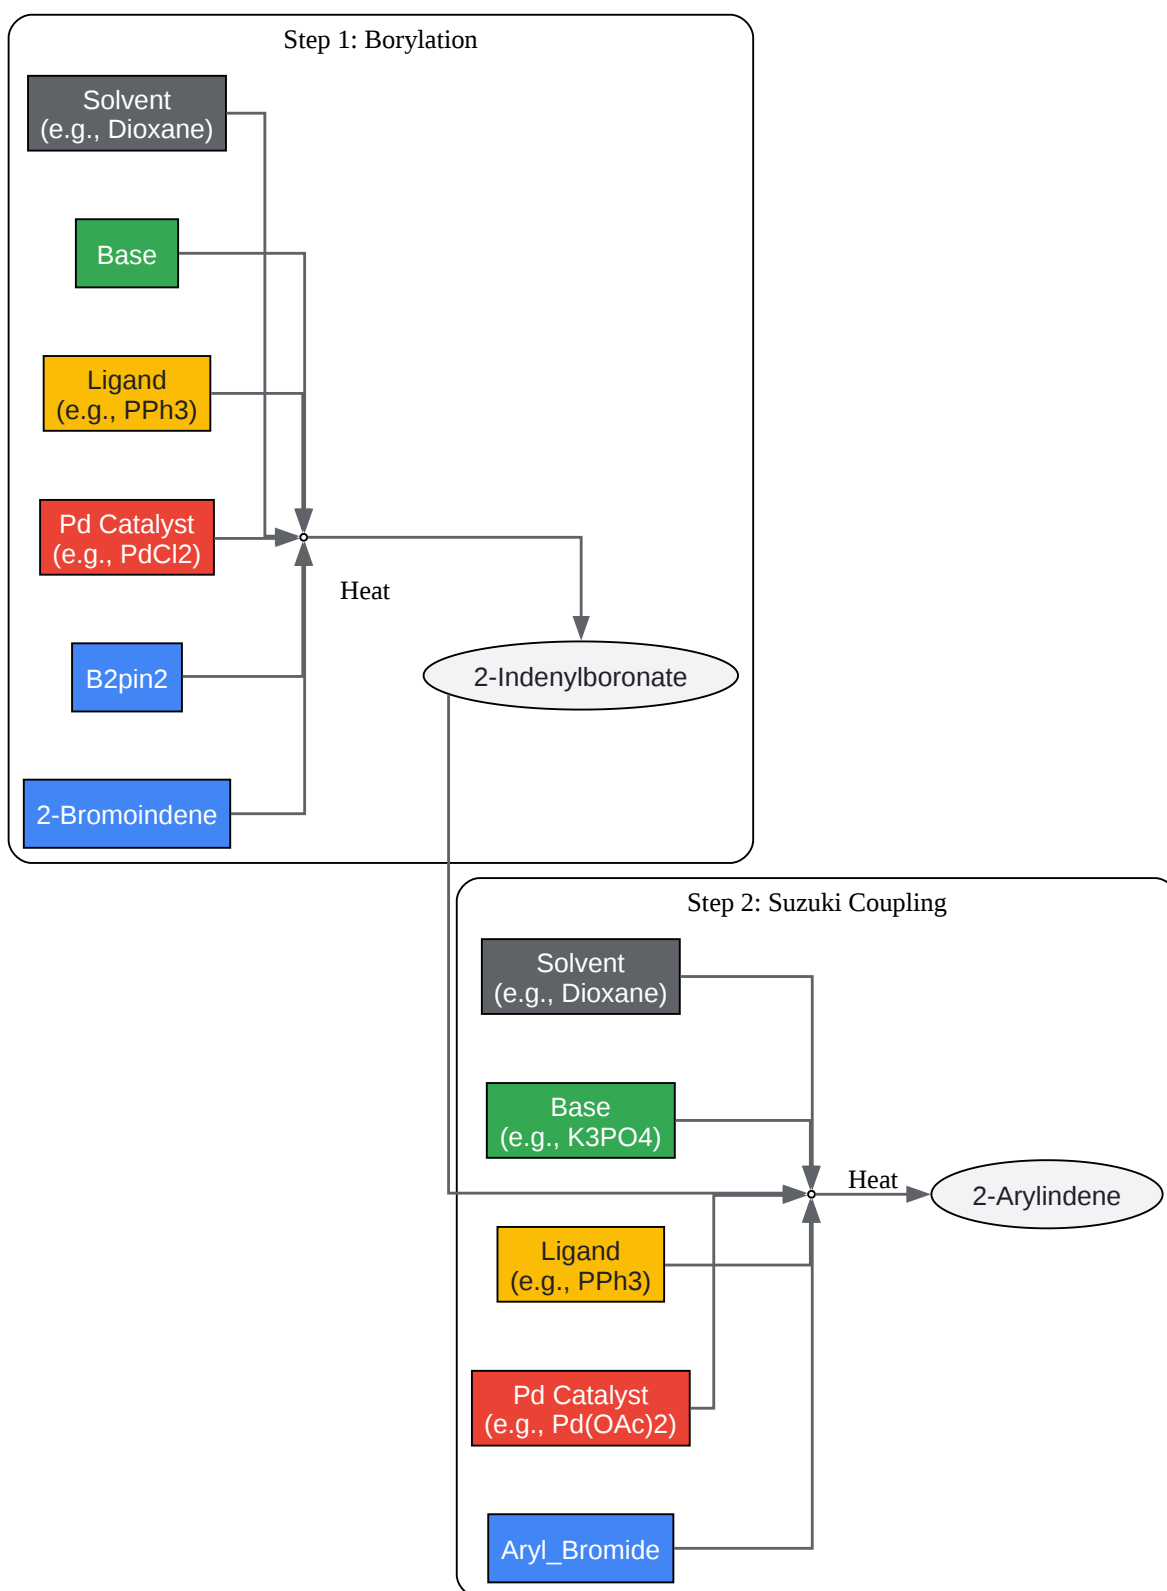 Step 1: Borylation
Solvent
(e.g., Dioxane)
Base
Ligand
(e.g., PPh3)
Pd Catalyst
(e.g., PdCl2)
Heat
B2pin2
2-Indenylboronate
2-Bromoindene
Step 2: Suzuki Coupling
Solvent
(e.g., Dioxane)
Base
(e.g., K3PO4)
Heat
2-Arylindene
Ligand
(e.g., PPh3)
Pd Catalyst
(e.g., Pd(OAc)2)
Aryl_Bromide